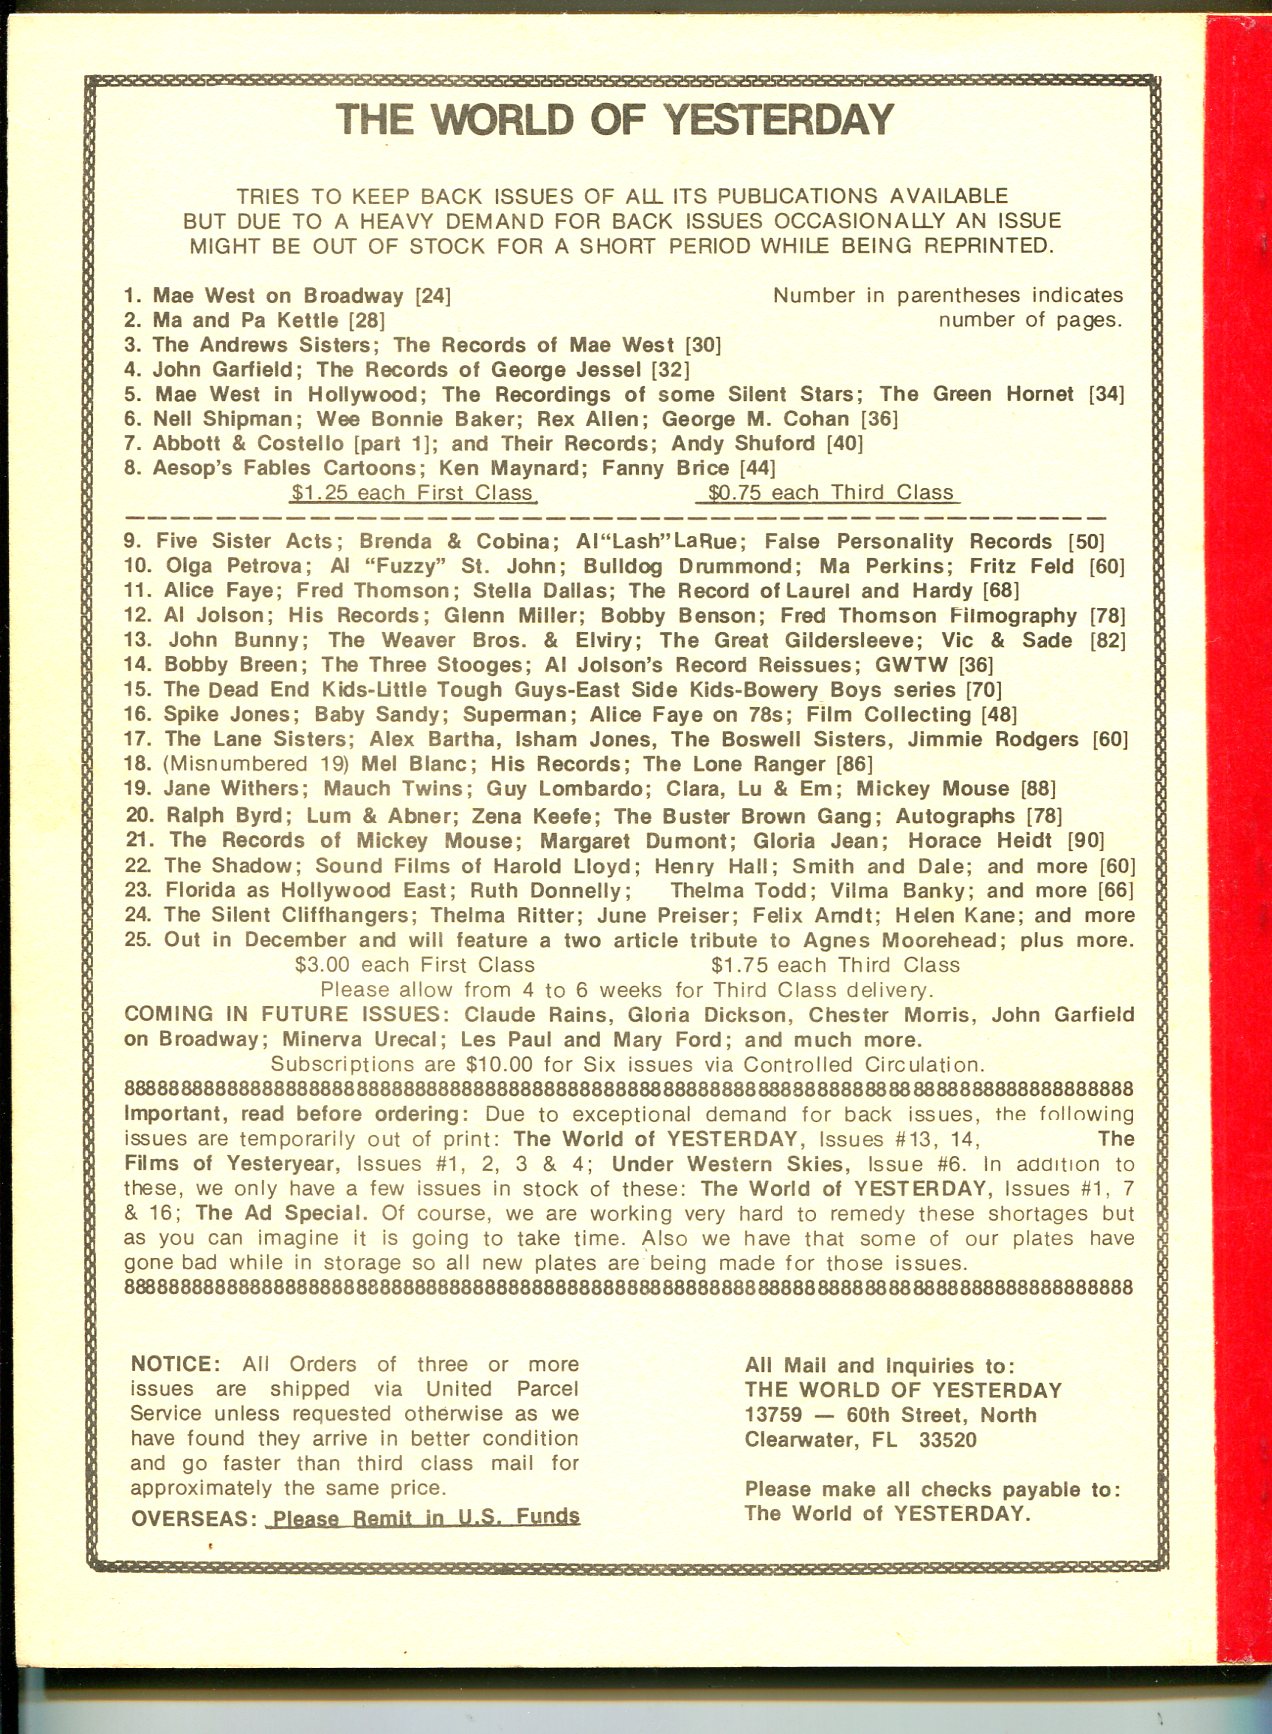 THE WORLD OF YESTERDAY
TRIES TO KEEP BACK ISSUES OF ALL ITS PUBLICATIONS AVAILABLE
BUT DUE TO A HEAVY DEMAND FOR BACK ISSUES OCCASIONALLY AN ISSUE
MIGHT BE OUT OF STOCK FOR A SHORT PERIOD WHILE BEING REPRINTED.
1. Mae West on Broadway [24] Number in parentheses indicates
2. Ma and Pa Kettle [28] number of pages.
3. The Andrews Sisters; The Records of Mae West [30]
4. John Garfield; The Records of George Jessel [32]
5. Mae West in Hollywood; The Recordings of some Silent Stars; The Green Hornet [34]
6. Nell Shipman; Wee Bonnie Baker; Rex Allen; George M. Cohan [36]
7. Abbott & Costello [part 1]; and Their Records; Andy Shuford [40]
8. Aesop's Fables Cartoons; Ken Maynard; Fanny Brice [44]
$1.25 each First Class $0.75 each Third Class
9. Five Sister Acts; Brenda & Cobina; Al“Lash”LaRue; False Personality Records [50]
10. Olga Petrova; Al “Fuzzy” St. John; Bulldog Drummond; Ma Perkins; Fritz Feld [60]
11. Alice Faye; Fred Thomson; Stella Dallas; The Record of Laurel and Hardy [68]
12. Al Jolson; His Records; Glenn Miller; Bobby Benson; Fred Thomson Filmography [78]
13. John Bunny; The Weaver Bros. & Elviry; The Great Gildersleeve; Vic & Sade [82]
14. Bobby Breen; The Three Stooges; Al Jolson's Record Reissues; GWTW [36]
15. The Dead End Kids-Little Tough Guys-East Side Kids-Bowery Boys series [70]
16. Spike Jones; Baby Sandy; Superman; Alice Faye on 78s; Film Collecting [48]
17. The Lane Sisters; Alex Bartha, Isham Jones, The Boswell Sisters, Jimmie Rodgers [60]
18. (Misnumbered 19) Mel Blanc; His Records; The Lone Ranger [86]
19. Jane Withers; Mauch Twins; Guy Lombardo; Clara, Lu & Em; Mickey Mouse [88]
20. Ralph Byrd; Lum & Abner; Zena Keefe; The Buster Brown Gang; Autographs [78]
21. The Records of Mickey Mouse; Margaret Dumont; Gloria Jean; Horace Heidt [90]
22. The Shadow; Sound Films of Harold Lloyd; Henry Hall; Smith and Dale; and more [60]
23. Florida as Hollywood East; Ruth Donnelly; Thelma Todd; Vilma Banky; and more [66]
24. The Silent Cliffhangers; Thelma Ritter; June Preiser; Felix Arndt; Helen Kane; and more
25. Out in December and will feature a two article tribute to Agnes Moorehead; plus more.
$3.00 each First Class $1.75 each Third Class
Please allow from 4 to 6 weeks for Third Class delivery.
COMING IN FUTURE ISSUES: Claude Rains, Gloria Dickson, Chester Morris, John Garfield
on Broadway; Minerva Urecal; Les Paul and Mary Ford; and much more.
Subscriptions are $10.00 for Six issues via Controlled Circulation.
8888888888888888888888888888888888888888888888888888888888888888888888888888888888888
Important, read before ordering: Due to exceptional demand for back issues, the following
issues are temporarily out of print: The World of YESTERDAY, Issues #13, 14, The
Films of Yesteryear, Issues #1, 2, 3 & 4; Under Western Skies, Issue #6. In addition to
these, we only have a few issues in stock of these: The World of YESTERDAY, Issues #1, 7
& 16; The Ad Special. Of course, we are working very hard to remedy these shortages but
as you can imagine it is going to take time. Also we have that some of our plates have
gone bad while in storage so all new plates are being made for those issues.
8888888888888888888888888888888888888888888888888888888888888888888888888888888888888
NOTICE: All Orders of three or more
issues are shipped via United Parcel
Service unless requested otherwise as we
have found they arrive in better condition
and go faster than third class mail for
approximately the same price.
OVERSEAS: Please Remit in U.S. Funds
All Mail and Inquiries to:
THE WORLD OF YESTERDAY
13759 — 60th Street, North
Clearwater, FL 33520
Please make all checks payable to:
The World of YESTERDAY.